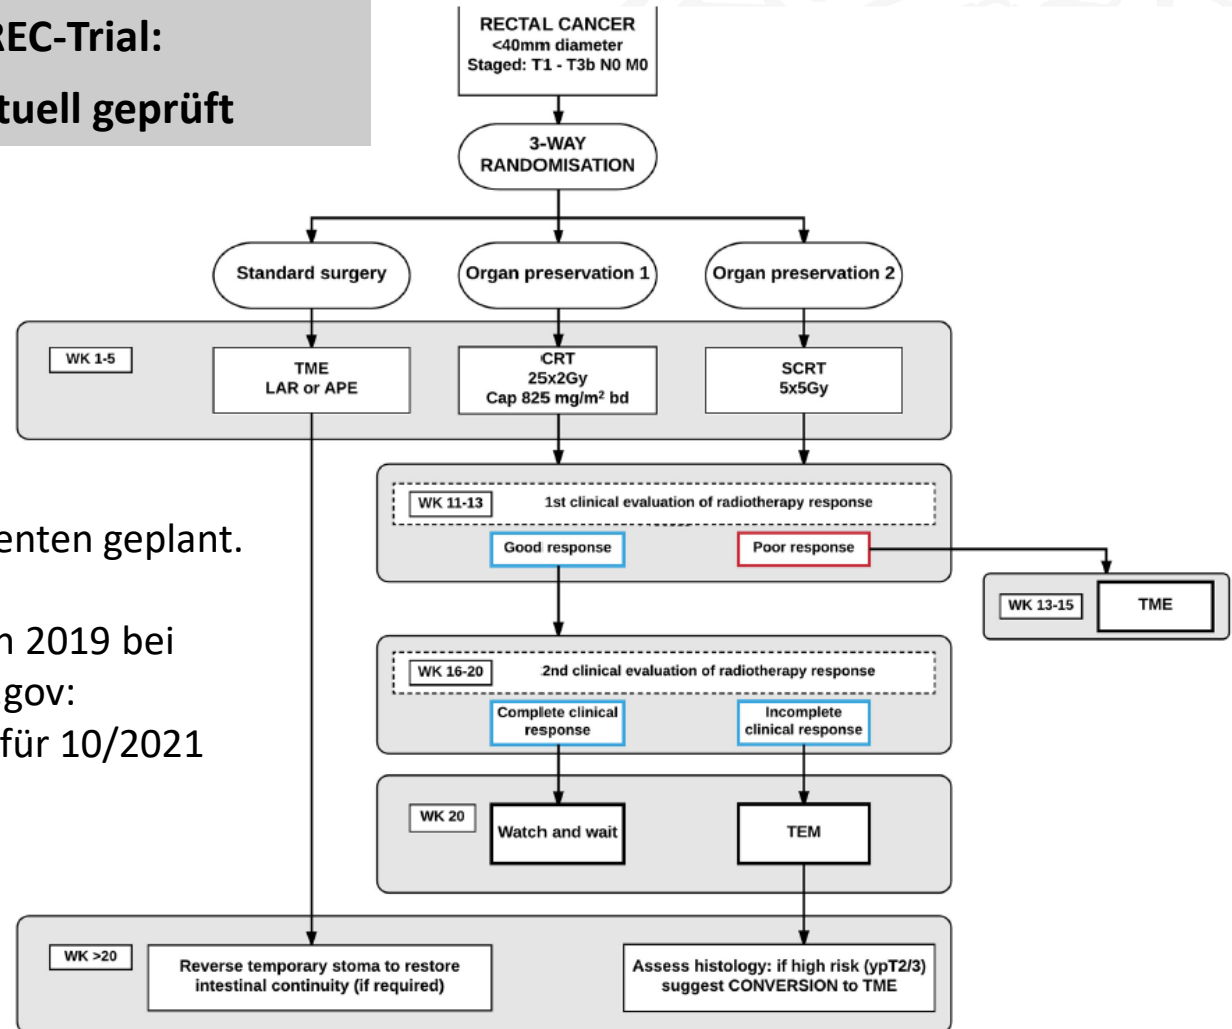 REC-Trial:
tuell geprüft
RECTAL CANCER
<40mm diameter
Staged: T1 - T3b N0 M0
3-WAY
RANDOMISATION
Standard surgery
Organ preservation 1
Organ preservation 2
WK 1-5
TME
LAR or APE
CRT
25x2Gy
Cap 825 mg/m² bd
SCRT
5x5Gy
WK 11-13
1st clinical evaluation of radiotherapy response
Good response
Poor response
enten geplant.
WK 13-15
TME
n 2019 bei
gov:
für 10/2021
WK 16-20
2nd clinical evaluation of radiotherapy response
Complete clinical
response
Incomplete
clinical response
WK 20
Watch and wait
TEM
WK >20
Reverse temporary stoma to restore
intestinal continuity (if required)
Assess histology: if high risk (ypT2/3)
suggest CONVERSION to TME